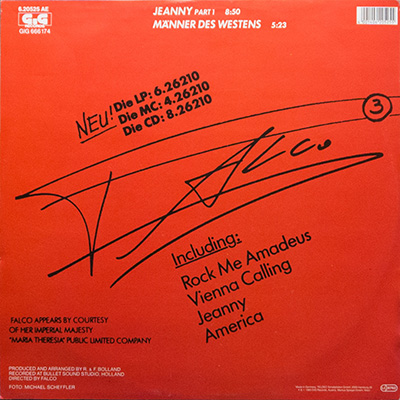 6.20525 AE
GiG
GIG 666174
JEANNY PART I 8:50
MÄNNER DES WESTENS 5:23
NEU! Die LP: 6.26210
Die MC: 4.26210
Die CD: 8.26210
3
FALCO
Including:
Rock Me Amadeus
Vienna Calling
Jeanny
America
FALCO APPEARS BY COURTESY
OF HER IMPERIAL MAJESTY
"MARIA THERESIA" PUBLIC LIMITED COMPANY
PRODUCED AND ARRANGED BY R. + F. BOLLAND
RECORDED AT BULLET SOUND STUDIO, HOLLAND
DIRECTED BY FALCO
FOTO: MICHAEL SCHEFFLER